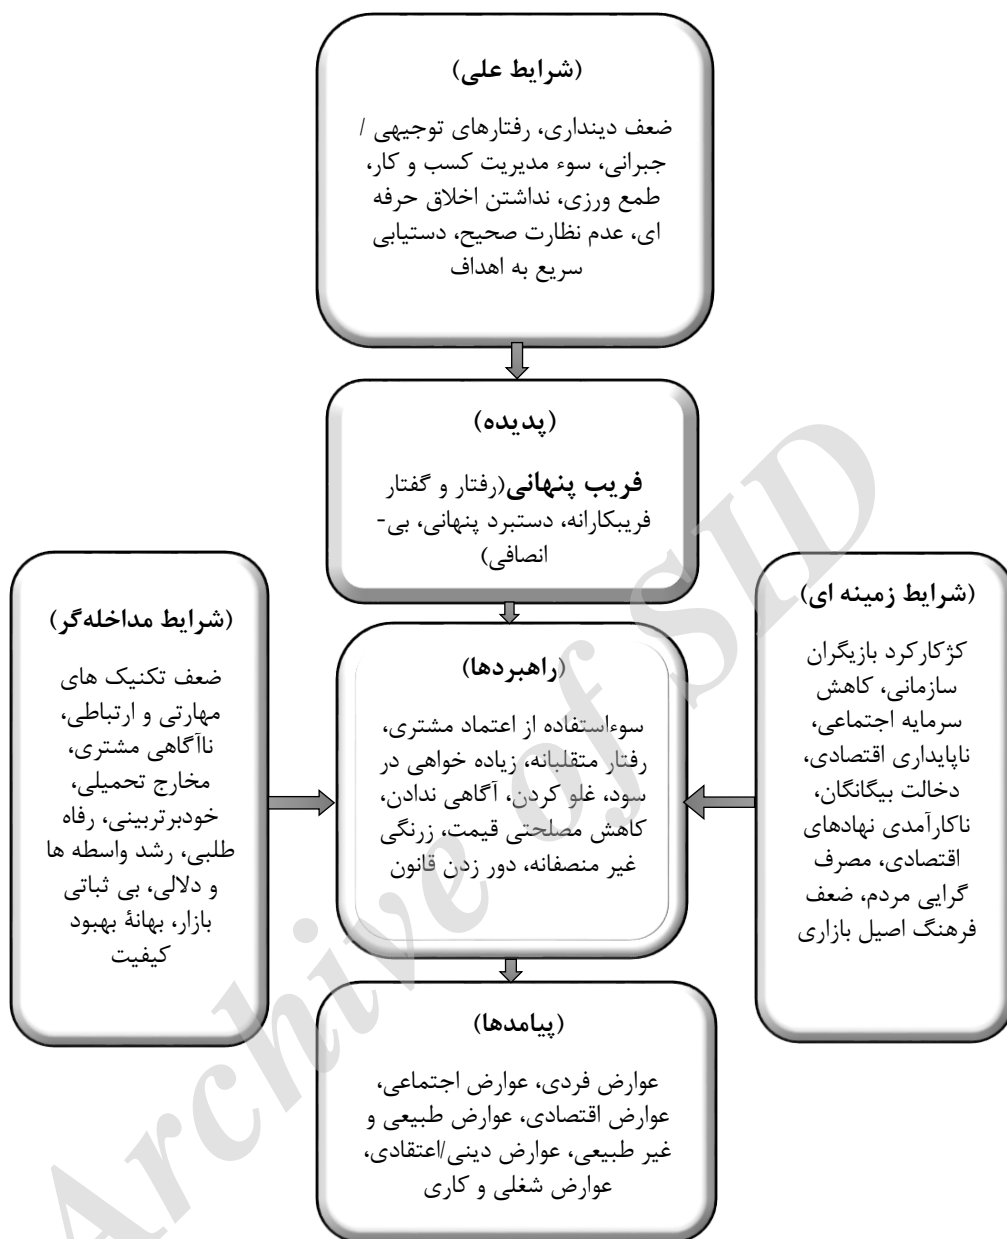 (شرایط علی)
ضعف دینداری، رفتارهای توجیهی /
جبرانی، سوء مدیریت کسب و کار،
طمع ورزی، نداشتن اخلاق حرفه
ای، عدم نظارت صحیح، دستیابی
سریع به اهداف
(پدیده)
فریب پنهانی(رفتار و گفتار
فریبکارانه، دستبرد پنهانی، بی-
انصافی)
(شرایط زمینه ای)
کژکارکرد بازیگران
سازمانی، کاهش
سرمایه اجتماعی،
ناپایداری اقتصادی،
دخالت بیگانگان،
ناکارآمدی نهادهای
اقتصادی، مصرف
گرایی مردم، ضعف
فرهنگ اصیل بازاری
(راهبردها)
سوءاستفاده از اعتماد مشتری،
رفتار متقلبانه، زیاده خواهی در
سود، غلو کردن، آگاهی ندادن،
کاهش مصلحتی قیمت، زرنگی
غیر منصفانه، دور زدن قانون
(شرایط مداخله‌گر)
ضعف تکنیک های
مهارتی و ارتباطی،
ناآگاهی مشتری،
مخارج تحمیلی،
خودبرتربینی، رفاه
طلبی، رشد واسطه ها
و دلالی، بی ثباتی
بازار، بهانۀ بهبود
کیفیت
(پیامدها)
عوارض فردی، عوارض اجتماعی،
عوارض اقتصادی، عوارض طبیعی و
غیر طبیعی، عوارض دینی/اعتقادی،
عوارض شغلی و کاری
Archive of SID